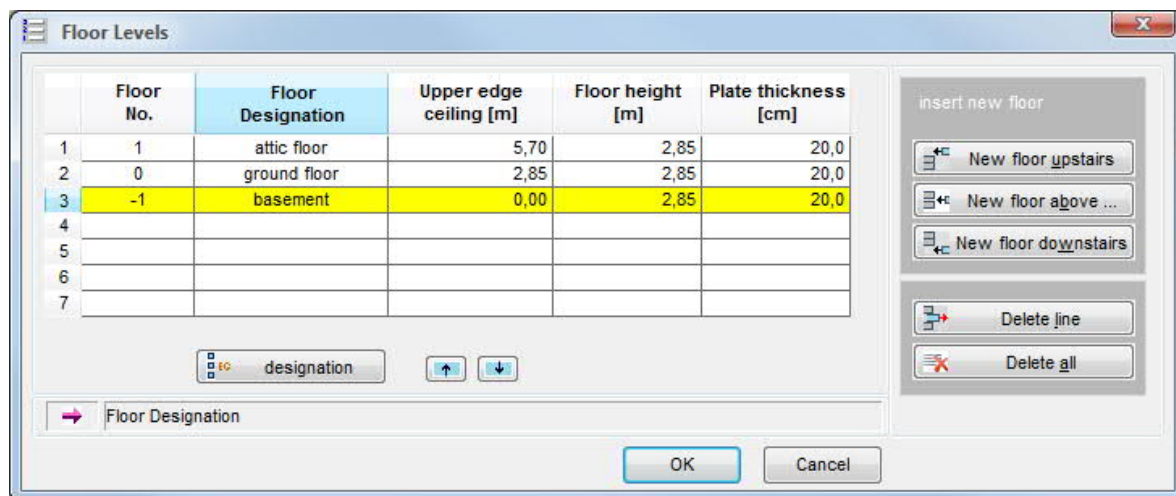 Floor Levels
Floor No. Floor Designation Upper edge ceiling [m] Floor height [m] Plate thickness [cm]
1 1 attic floor 5,70 2,85 20,0
2 0 ground floor 2,85 2,85 20,0
3 -1 basement 0,00 2,85 20,0
4
5
6
7
designation
Floor Designation
insert new floor
New floor upstairs
New floor above ...
New floor downstairs
Delete line
Delete all
OK Cancel